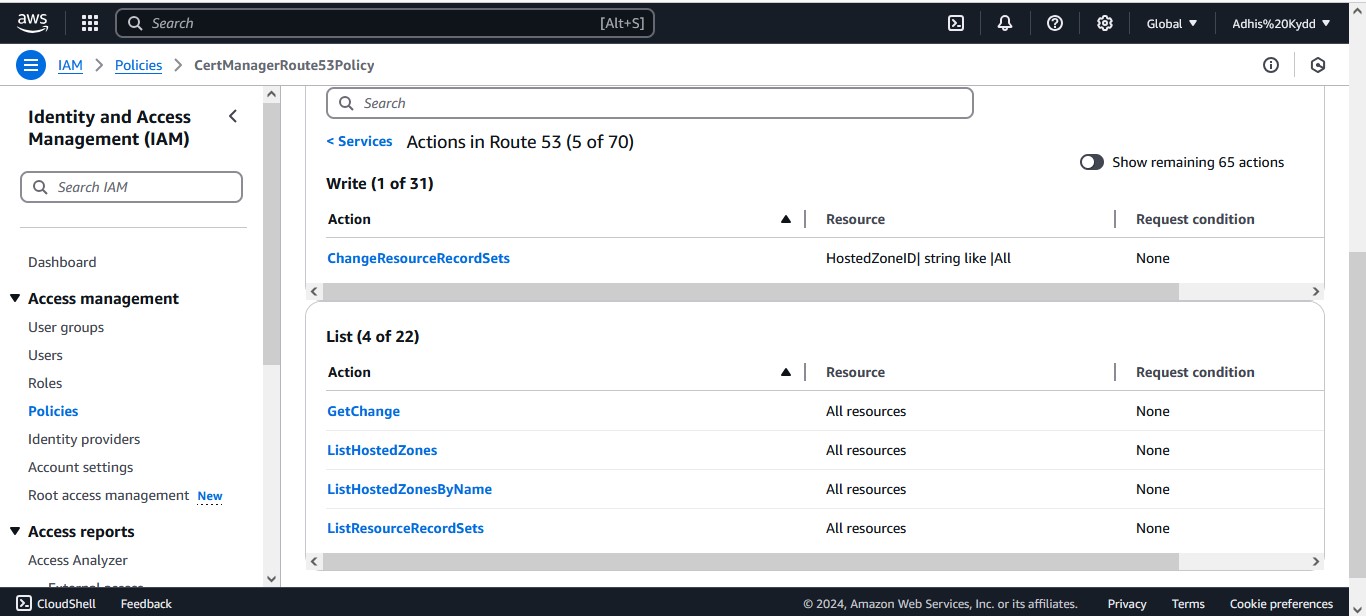 aws
Search [Alt+S] Global Adhis%20Kydd
IAM Policies CertManagerRoute53Policy
Identity and Access
Management (IAM)
Search IAM
Dashboard
Access management
User groups
Users
Roles
Policies
Identity providers
Account settings
Root access management New
Access reports
Access Analyzer
External access
Search
< Services Actions in Route 53 (5 of 70)
Show remaining 65 actions
Write (1 of 31)
Action Resource Request condition
ChangeResourceRecordSets HostedZoneID| string like |All None
List (4 of 22)
Action Resource Request condition
GetChange All resources None
ListHostedZones All resources None
ListHostedZonesByName All resources None
ListResourceRecordSets All resources None
CloudShell Feedback © 2024, Amazon Web Services, Inc. or its affiliates. Privacy Terms Cookie preferences